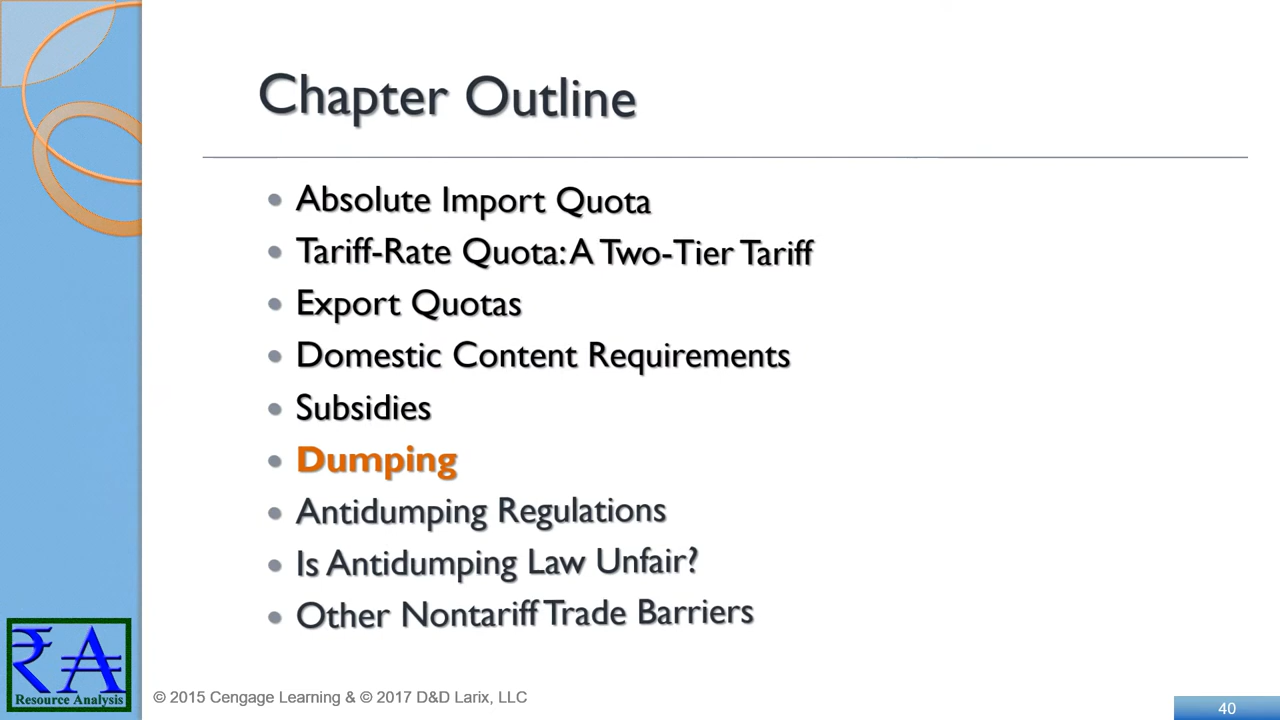 Chapter Outline
• Absolute Import Quota
• Tariff-Rate Quota: A Two-Tier Tariff
• Export Quotas
• Domestic Content Requirements
• Subsidies
• Dumping
• Antidumping Regulations
• Is Antidumping Law Unfair?
• Other Nontariff Trade Barriers
₹ A
Resource Analysis
© 2015 Cengage Learning & © 2017 D&D Larix, LLC
40